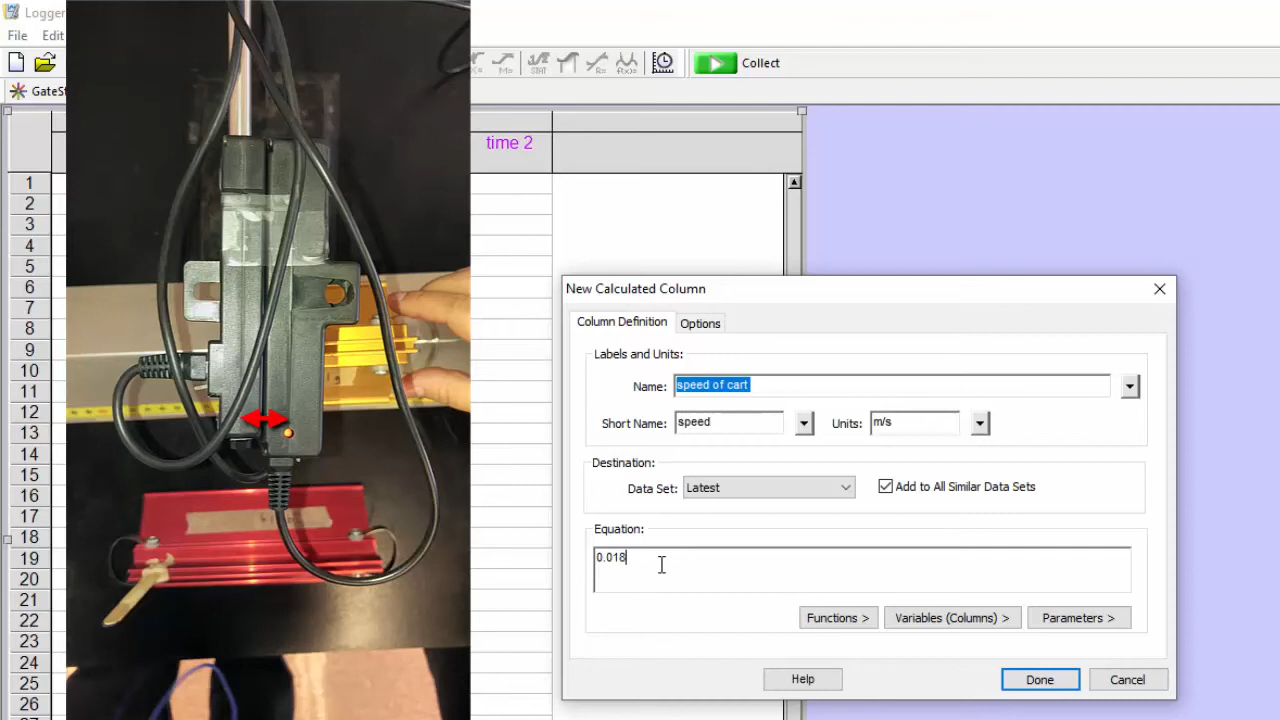 Logger
File Edit
Collect
GateSt
time 2
1
2
3
4
5
6
7
8
9
10
11
12
13
14
15
16
17
18
19
20
21
22
23
24
25
26
New Calculated Column
Column Definition Options
Labels and Units:
Name: speed of cart
Short Name: speed Units: m/s
Destination:
Data Set: Latest Add to All Similar Data Sets
Equation:
0.018
Functions > Variables (Columns) > Parameters >
Help Done Cancel